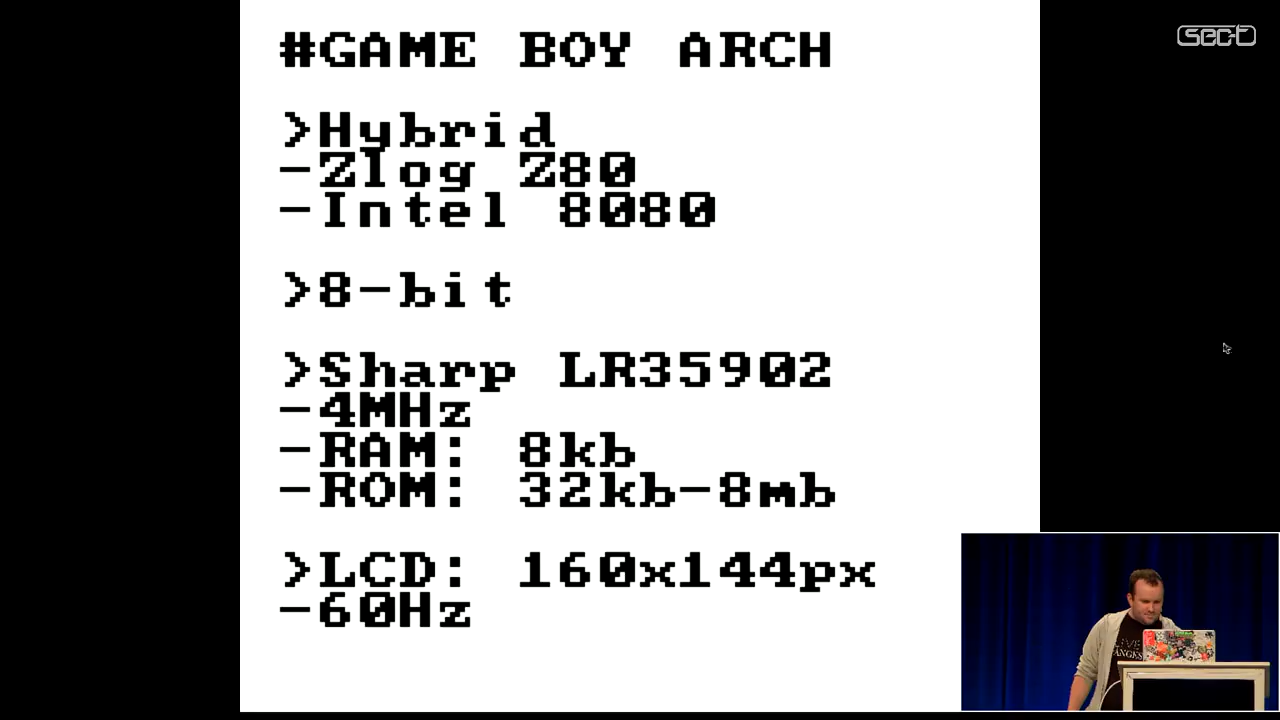 #GAME BOY ARCH
>Hybrid
-Zlog Z80
-Intel 8080
>8-bit
>Sharp LR35902
-4MHz
-RAM: 8kb
-ROM: 32kb-8mb
>LCD: 160x144px
-60Hz
sec-t